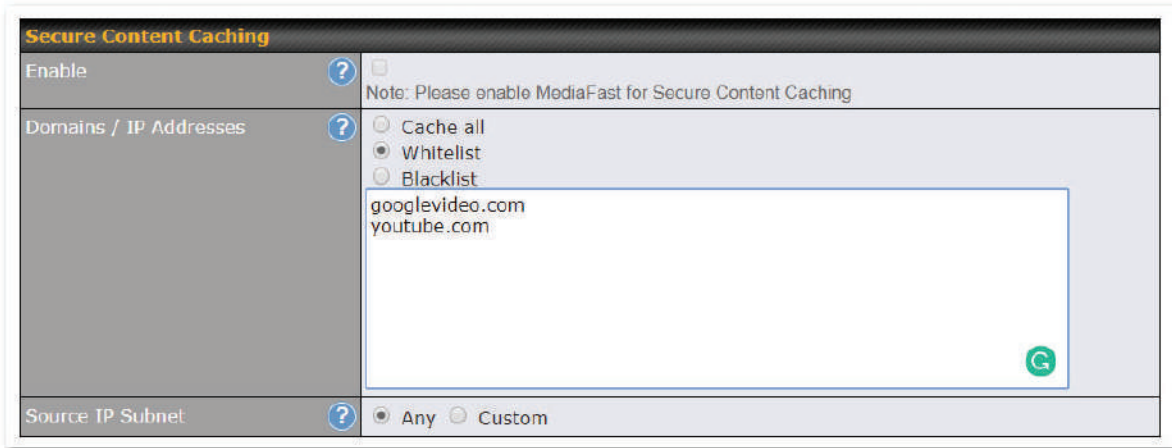 Secure Content Caching
Enable ?
Note: Please enable MediaFast for Secure Content Caching
Domains / IP Addresses ?
Cache all
Whitelist
Blacklist
googlevideo.com
youtube.com
G
Source IP Subnet ? Any Custom